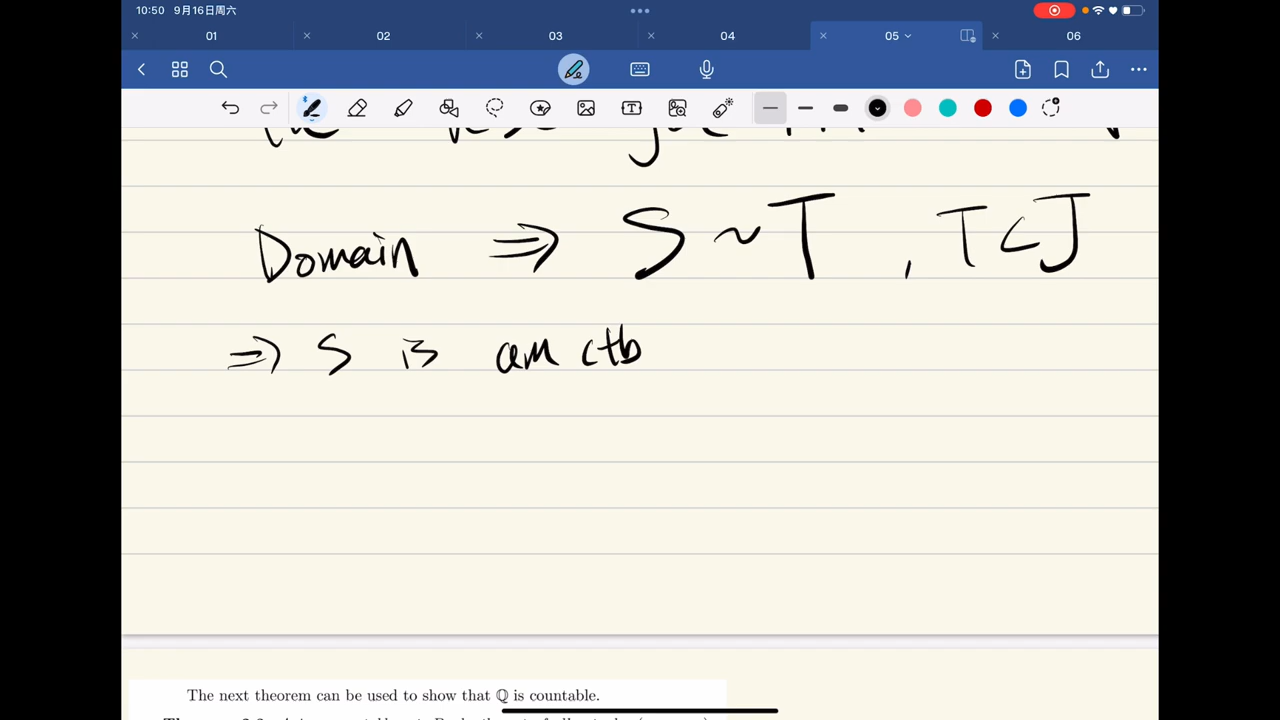 10:50 9月16日周六
01 02 03 04 05 06
Domain ⇒ S ~ T , T ⊂ J
⇒ S is am ctb
The next theorem can be used to show that ℚ is countable.